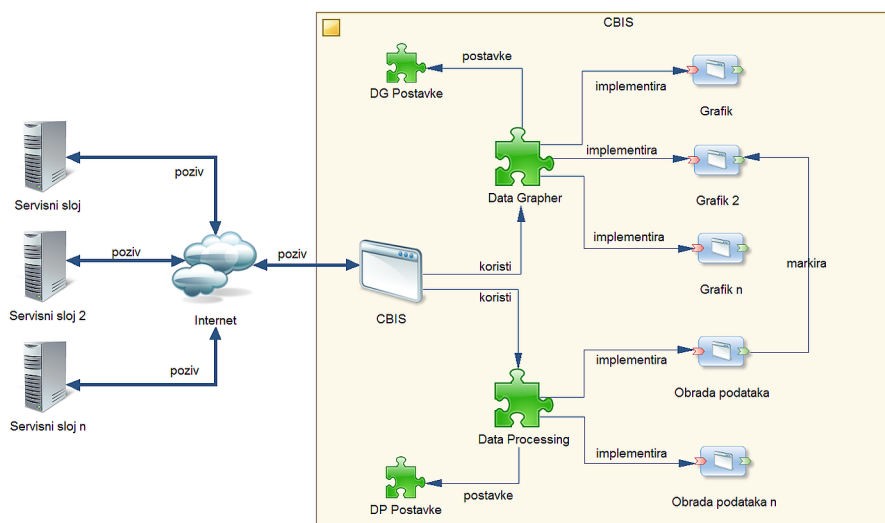 CBIS
postavke
DG Postavke
implementira
Grafik
Servisni sloj
poziv
implementira
Data Grapher
Grafik 2
poziv
Servisni sloj 2
Internet
poziv
CBIS
koristi
koristi
implementira
Grafik n
markira
poziv
Servisni sloj n
implementira
Obrada podataka
Data Processing
implementira
DP Postavke
postavke
Obrada podataka n